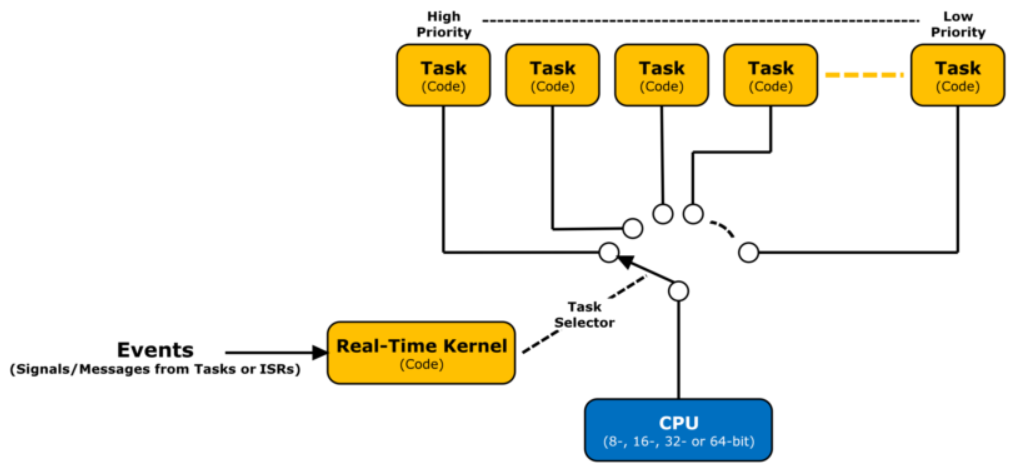 High
Priority
Low
Priority
Task
(Code)
Task
(Code)
Task
(Code)
Task
(Code)
Task
(Code)
Task
Selector
Events
(Signals/Messages from Tasks or ISRs)
Real-Time Kernel
(Code)
CPU
(8-, 16-, 32- or 64-bit)